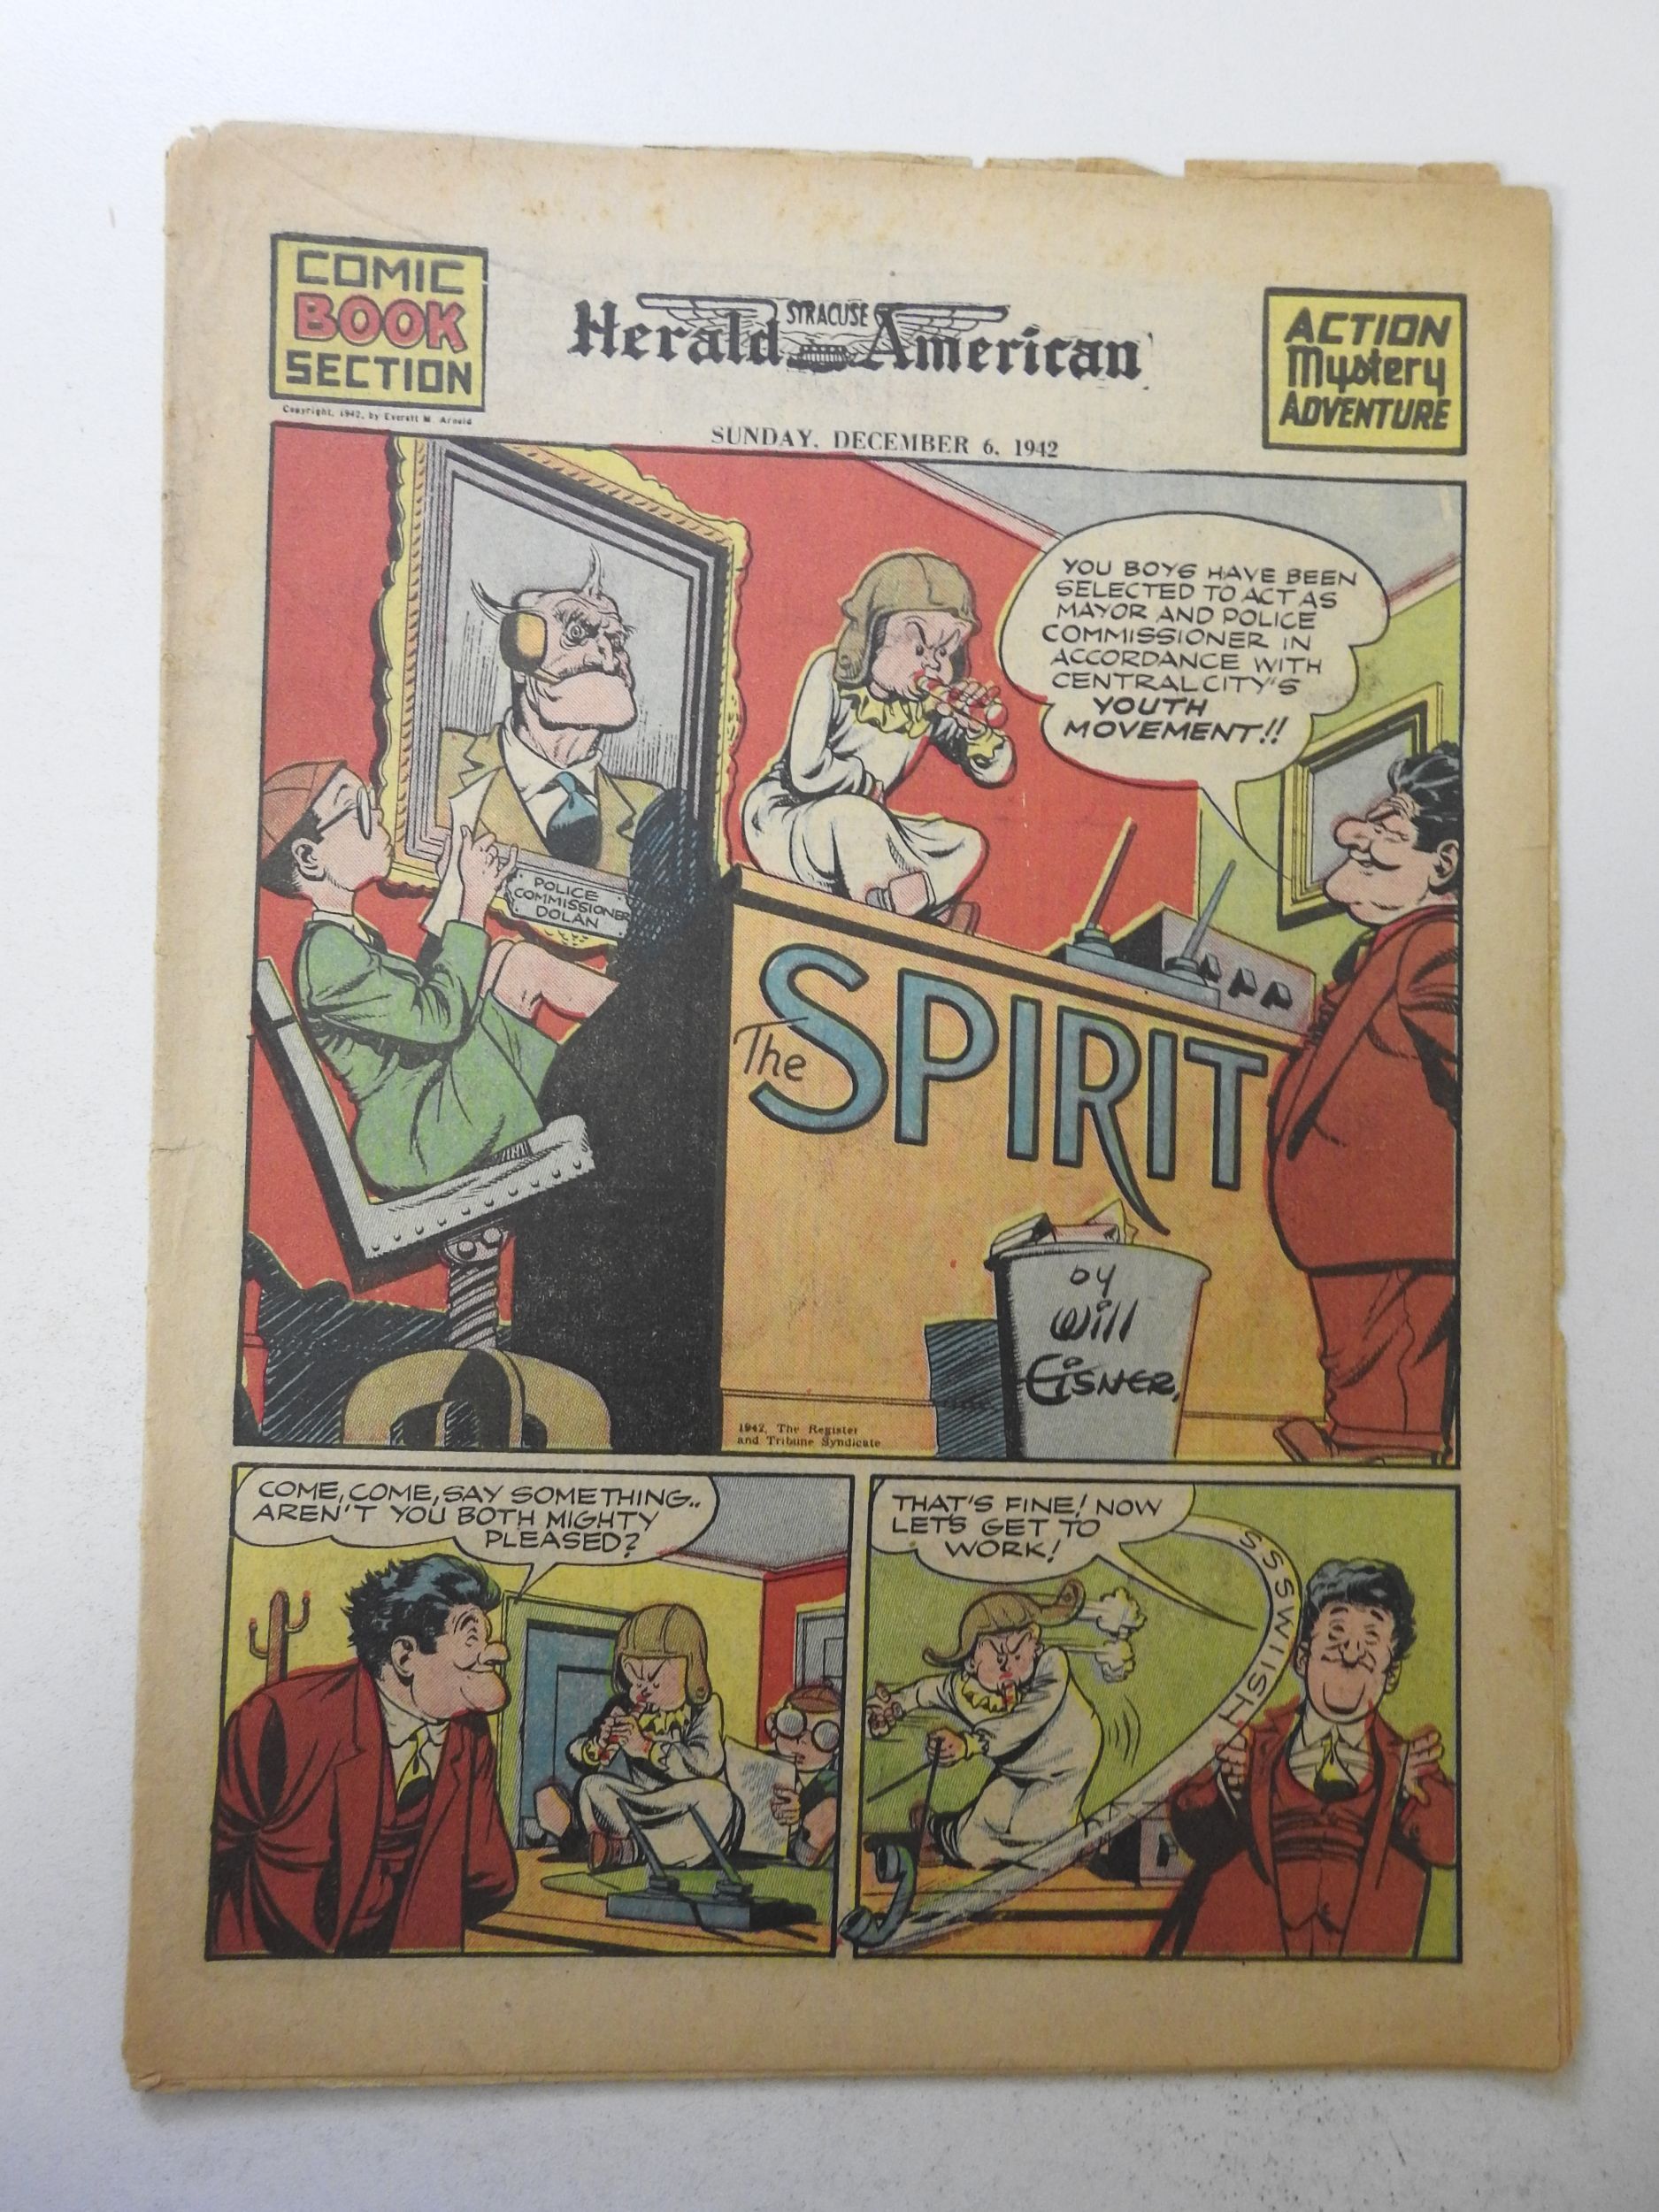 COMIC
BOOK
SECTION
Copyright, 1942, by Everett M. Arnold
SYRACUSE
Herald American
SUNDAY, DECEMBER 6, 1942
ACTION
Mystery
ADVENTURE
YOU BOYS HAVE BEEN
SELECTED TO ACT AS
MAYOR AND POLICE
COMMISSIONER IN
ACCORDANCE WITH
CENTRAL CITY'S
YOUTH
MOVEMENT!!
POLICE
COMMISSIONER
DOLAN
The SPIRIT
by
Will
Eisner.
1942, The Register
and Tribune Syndicate
COME, COME, SAY SOMETHING..
AREN'T YOU BOTH MIGHTY
PLEASED?
THAT'S FINE! NOW
LET'S GET TO
WORK!
SSSWISH